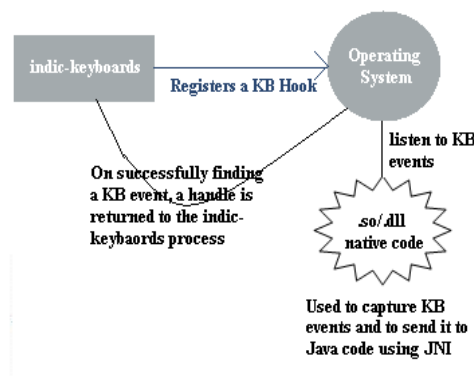 indic-keyboards
Operating
System
Registers a KB Hook
listen to KB
events
On successfully finding
a KB event, a handle is
returned to the indic-
keybaords process
.so/.dll
native code
Used to capture KB
events and to send it to
Java code using JNI